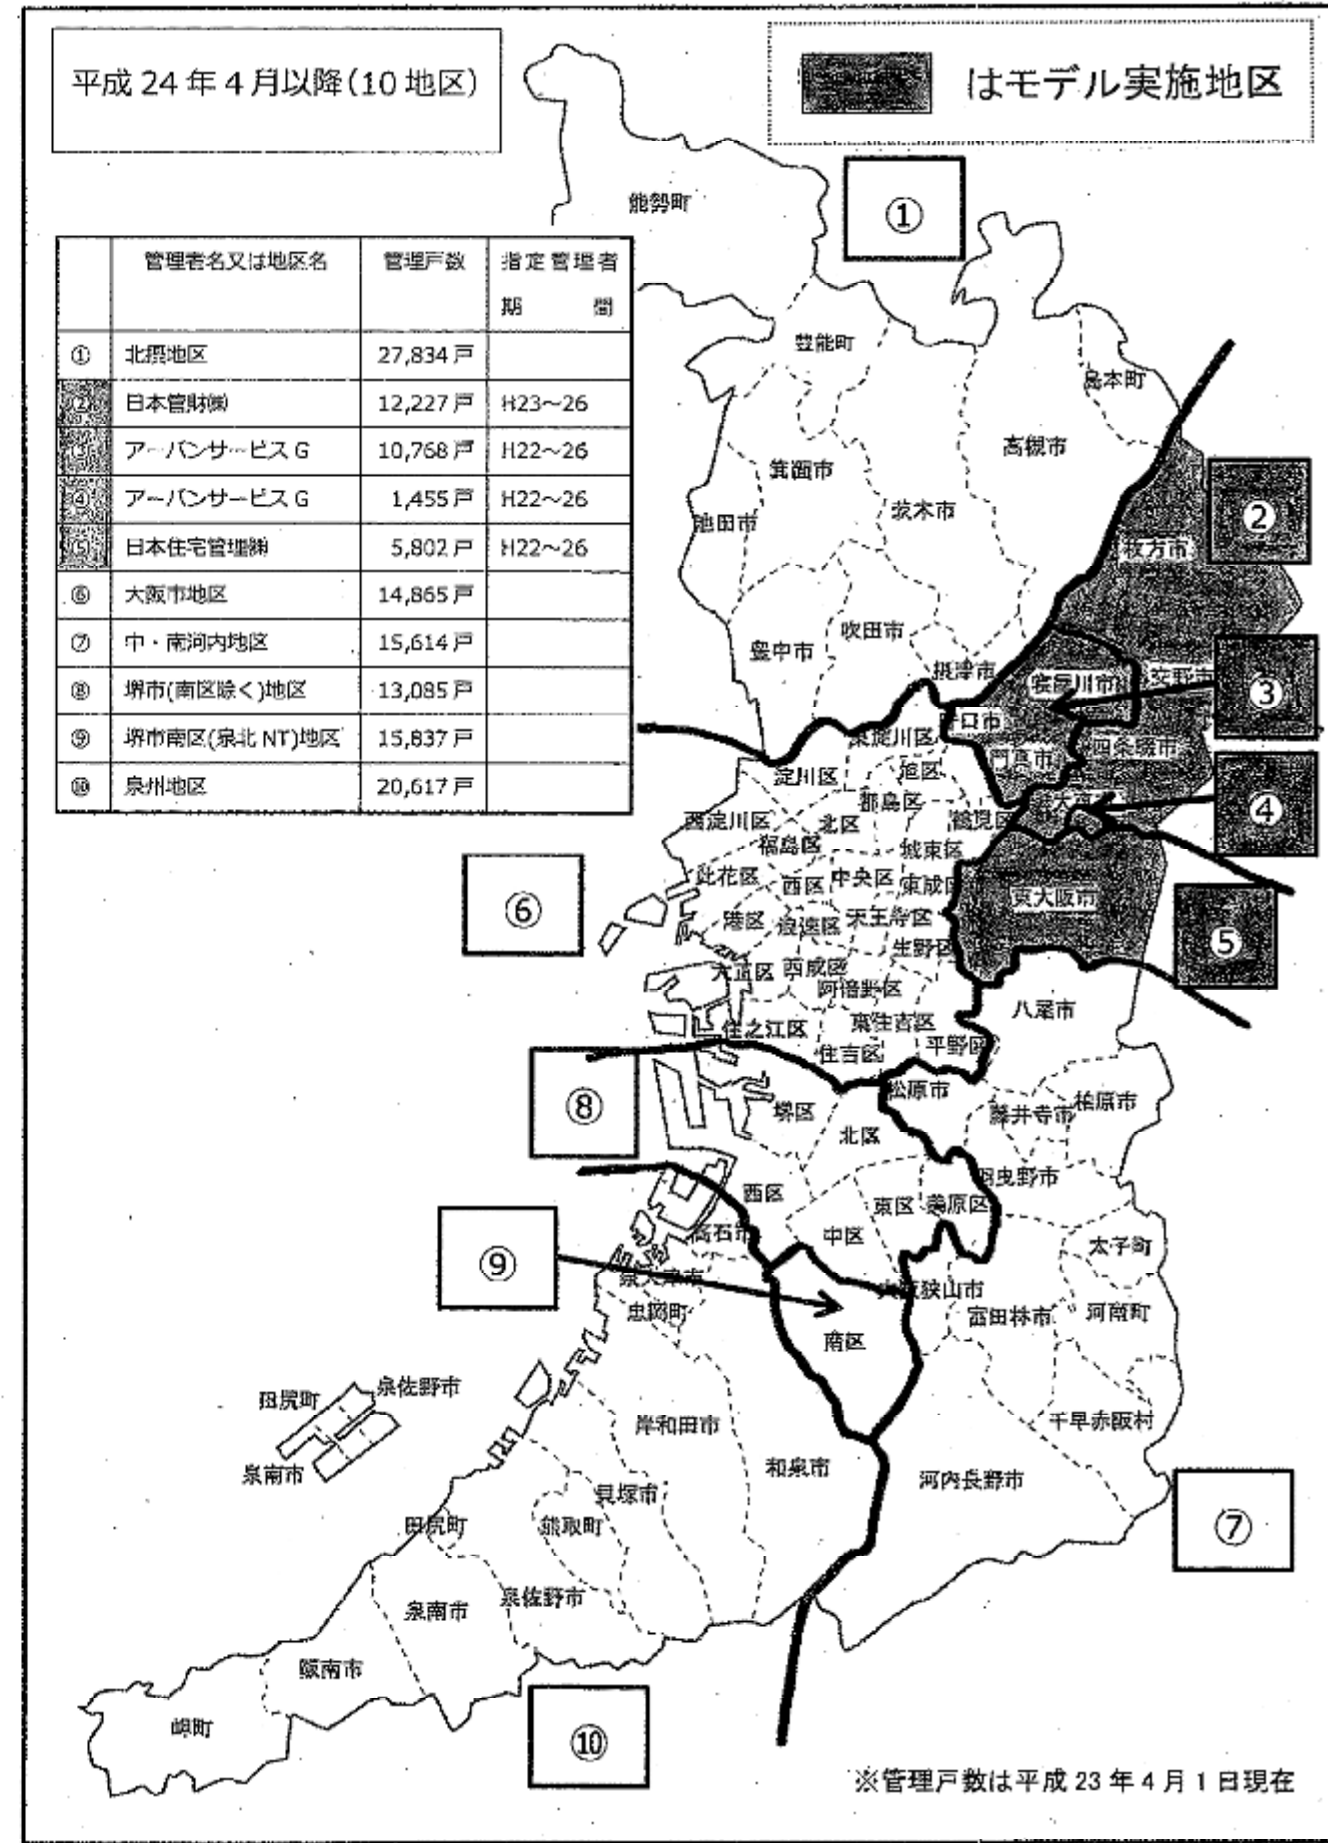 平成24年4月以降(10地区)
はモデル実施地区
管理者名又は地区名 管理戸数 指定管理者
期 間
① 北摂地区 27,834戸
② 日本管財㈱ 12,227戸 H23～26
③ アーバンサービスG 10,768戸 H22～26
④ アーバンサービスG 1,455戸 H22～26
⑤ 日本住宅管理㈱ 5,802戸 H22～26
⑥ 大阪市地区 14,865戸
⑦ 中・南河内地区 15,614戸
⑧ 堺市(南区除く)地区 13,085戸
⑨ 堺市南区(泉北NT)地区 15,837戸
⑩ 泉州地区 20,617戸
能勢町
①
豊能町
島本町
高槻市
箕面市
池田市
茨木市
②
枚方市
吹田市
豊中市
摂津市
寝屋川市
交野市
③
守口市
東淀川区
門真市
四条畷市
淀川区
旭区
都島区
大東市
④
西淀川区
北区
鶴見区
福島区
城東区
此花区
西区
中央区
東成区
東大阪市
⑥
港区
浪速区
天王寺区
生野区
⑤
大正区
西成区
阿倍野区
八尾市
住之江区
東住吉区
住吉区
平野区
⑧
松原市
堺区
北区
藤井寺市
柏原市
羽曳野市
西区
東区
美原区
高石市
中区
太子町
⑨
泉大津市
大阪狭山市
忠岡町
富田林市
河南町
南区
田尻町
泉佐野市
泉南市
岸和田市
千早赤阪村
和泉市
河内長野市
貝塚市
田尻町
熊取町
⑦
泉佐野市
泉南市
阪南市
岬町
⑩
※管理戸数は平成23年4月1日現在